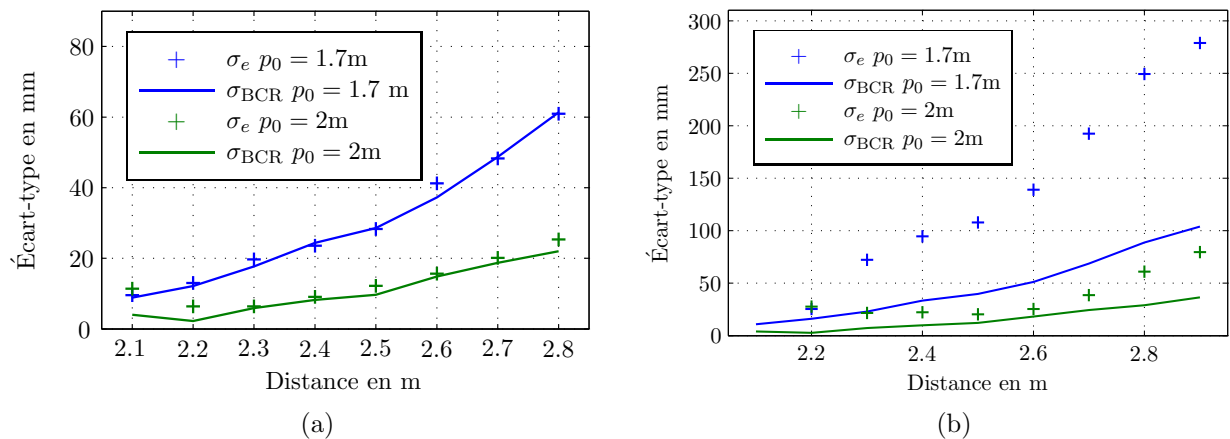 80
60
40
20
0
Écart-type en mm
σe p0 = 1.7m
σBCR p0 = 1.7 m
σe p0 = 2m
σBCR p0 = 2m
2.1 2.2 2.3 2.4 2.5 2.6 2.7 2.8
Distance en m
(a)
300
250
200
150
100
50
0
Écart-type en mm
σe p0 = 1.7m
σBCR p0 = 1.7m
σe p0 = 2m
σBCR p0 = 2m
2.2 2.4 2.6 2.8
Distance en m
(b)